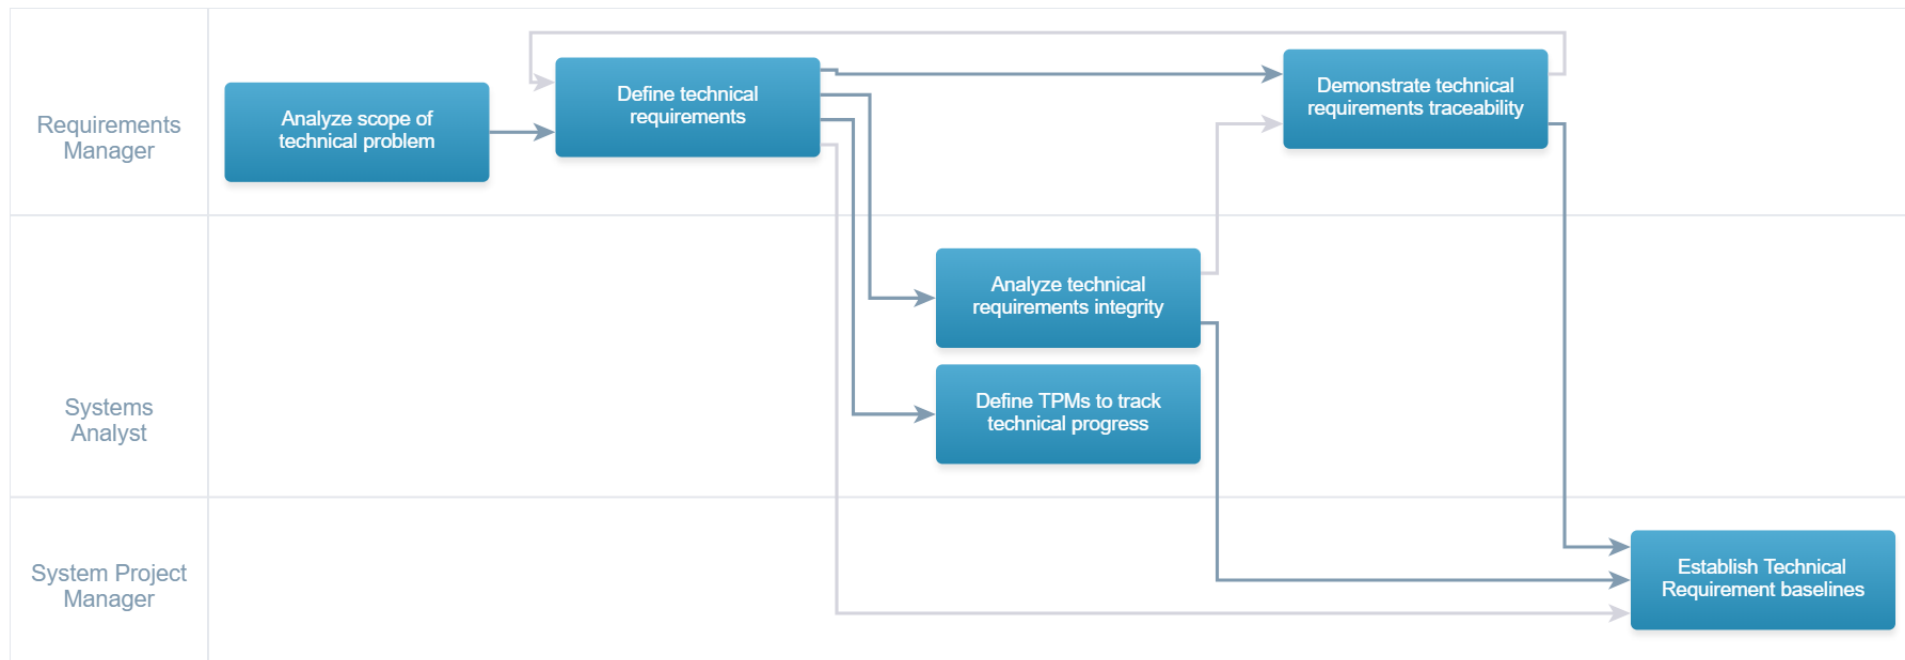 Requirements
Manager
Analyze scope of
technical problem
Define technical
requirements
Demonstrate technical
requirements traceability
Systems
Analyst
Analyze technical
requirements integrity
Define TPMs to track
technical progress
System Project
Manager
Establish Technical
Requirement baselines